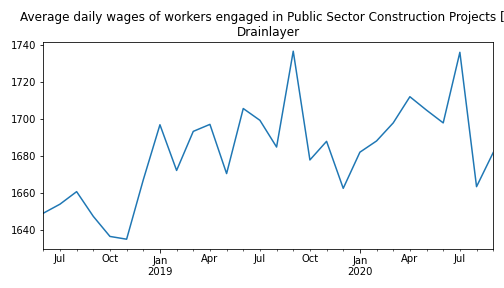 Average daily wages of workers engaged in Public Sector Construction Projects [
Drainlayer
1740
1720
1700
1680
1660
1640
Jul
Oct
Jan
2019
Apr
Jul
Oct
Jan
2020
Apr
Jul